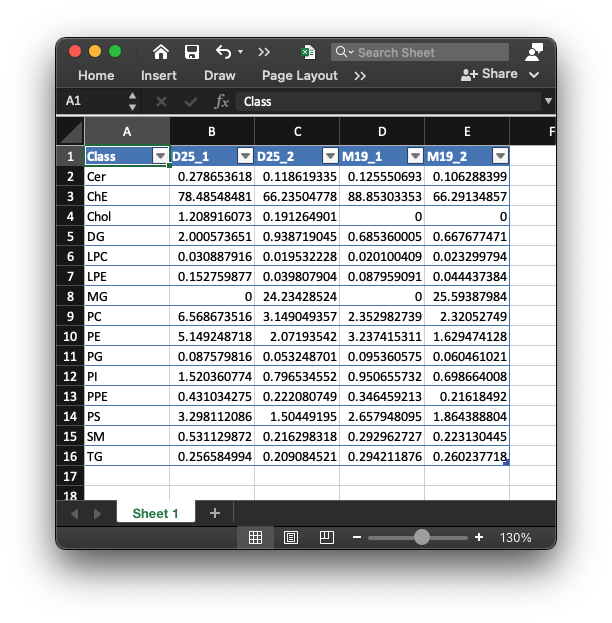 Search Sheet
Home Insert Draw Page Layout >> Share
A1 fx Class
A B C D E F
1 Class D25_1 D25_2 M19_1 M19_2
2 Cer 0.278653618 0.118619335 0.125550693 0.106288399
3 ChE 78.48548481 66.23504778 88.85303353 66.29134857
4 Chol 1.208916073 0.191264901 0 0
5 DG 2.000573651 0.938719045 0.685360005 0.667677471
6 LPC 0.030887916 0.019532228 0.020100409 0.023299794
7 LPE 0.152759877 0.039807904 0.087959091 0.044437384
8 MG 0 24.23428524 0 25.59387984
9 PC 6.568673516 3.149049357 2.352982739 2.32052749
10 PE 5.149248718 2.07193542 3.237415311 1.629474128
11 PG 0.087579816 0.053248701 0.095360575 0.060461021
12 PI 1.520360774 0.796534552 0.950655732 0.698664008
13 PPE 0.431034275 0.222080749 0.346459213 0.21618492
14 PS 3.298112086 1.50449195 2.657948095 1.864388804
15 SM 0.531129872 0.216298318 0.292962727 0.223130445
16 TG 0.256584994 0.209084521 0.294211876 0.260237718
17
18
Sheet 1 +
− + 130%